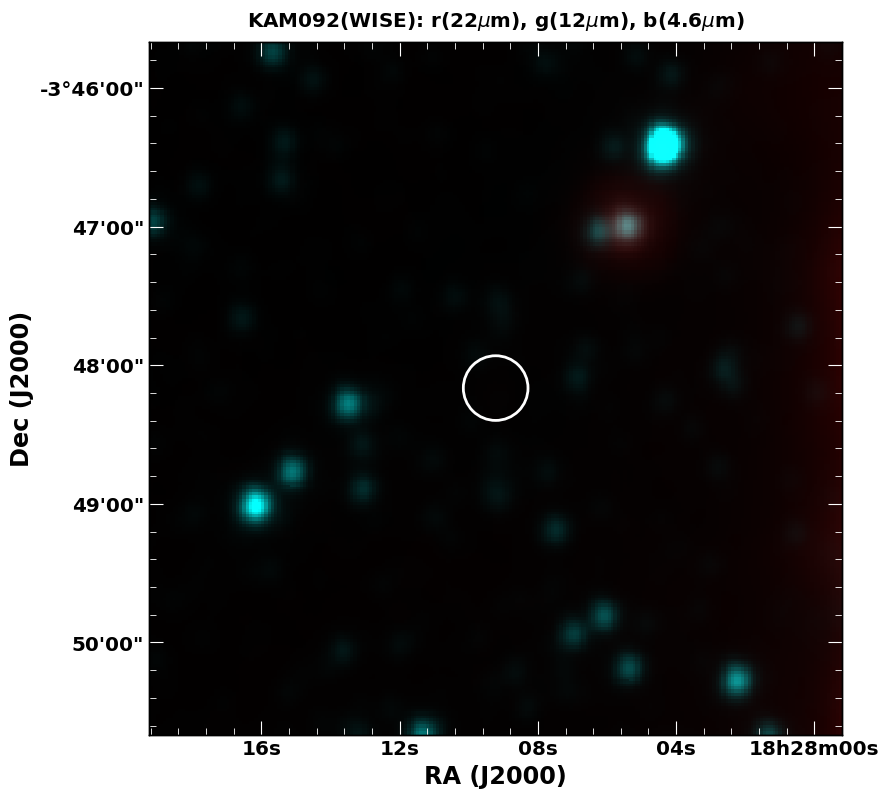 KAM092(WISE): r(22μm), g(12μm), b(4.6μm)
-3°46'00"
47'00"
48'00"
49'00"
50'00"
Dec (J2000)
16s 12s 08s 04s 18h28m00s
RA (J2000)